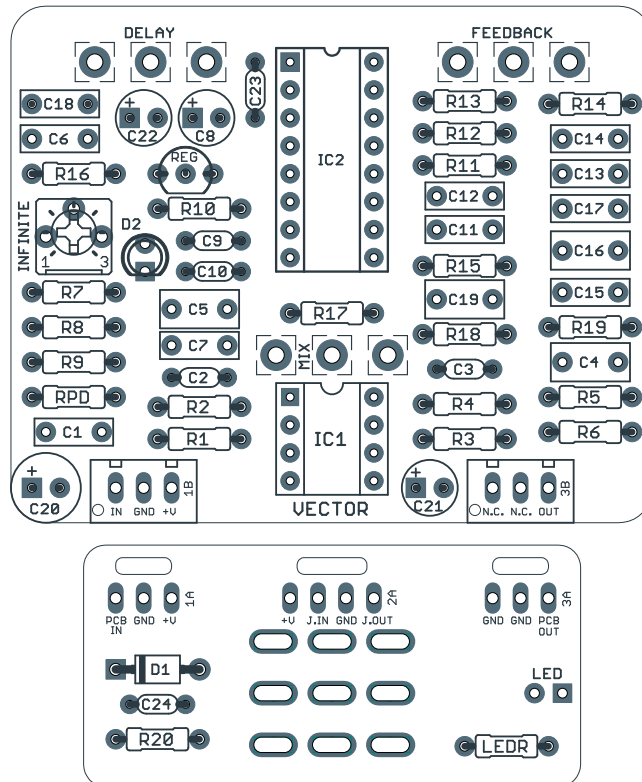 DELAY FEEDBACK
C18 + C22 + C8 C23 R13 R14
C6 R12 C14
R16 REG IC2 R11 C13
R10 C12 C17
INFINITE 1 3 D2 C9 C11 C16
C10 R15
R7 C5 C19 C15
R8 R17 R18 R19
R9 C7 MIX C3 C4
RPD C2 R4 R5
C1 R2 IC1 R3 R6
R1
+ C20 IN GND +V 1B VECTOR + C21 N.C. N.C. OUT 3B
PCB IN GND +V 1A
+V J.IN GND J.OUT 2A
GND GND PCB OUT 3A
D1 LED
C24
R20 LEDR